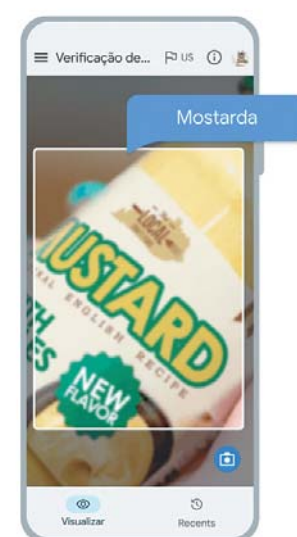 Verificação de...
US
Mostarda
LOCAL
MUSTARD
ENGLISH RECIPE
NEW
FLAVOR
Visualizar
Recents